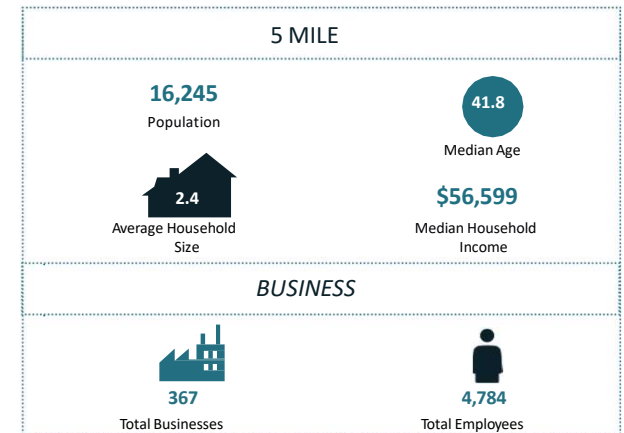 5 MILE
16,245
Population
41.8
Median Age
2.4
Average Household
Size
$56,599
Median Household
Income
BUSINESS
367
Total Businesses
4,784
Total Employees